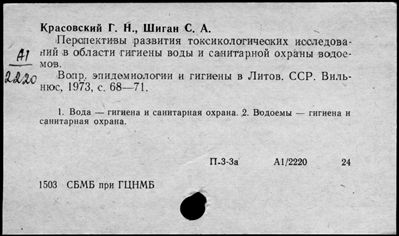 Красовский Г. Н., Шиган С. А.
Перспективы развития токсикологических исследова-
ний в области гигиены воды и санитарной охраны водое-
мов.
А1
2220
Вопр. эпидемиологии и гигиены в Литов. ССР. Виль-
нюс, 1973, с. 68—71.
1. Вода — гигиена и санитарная охрана. 2. Водоемы — гигиена и
санитарная охрана.
П.3-3а А1/2220 24
1503 СБМБ при ГЦНМБ